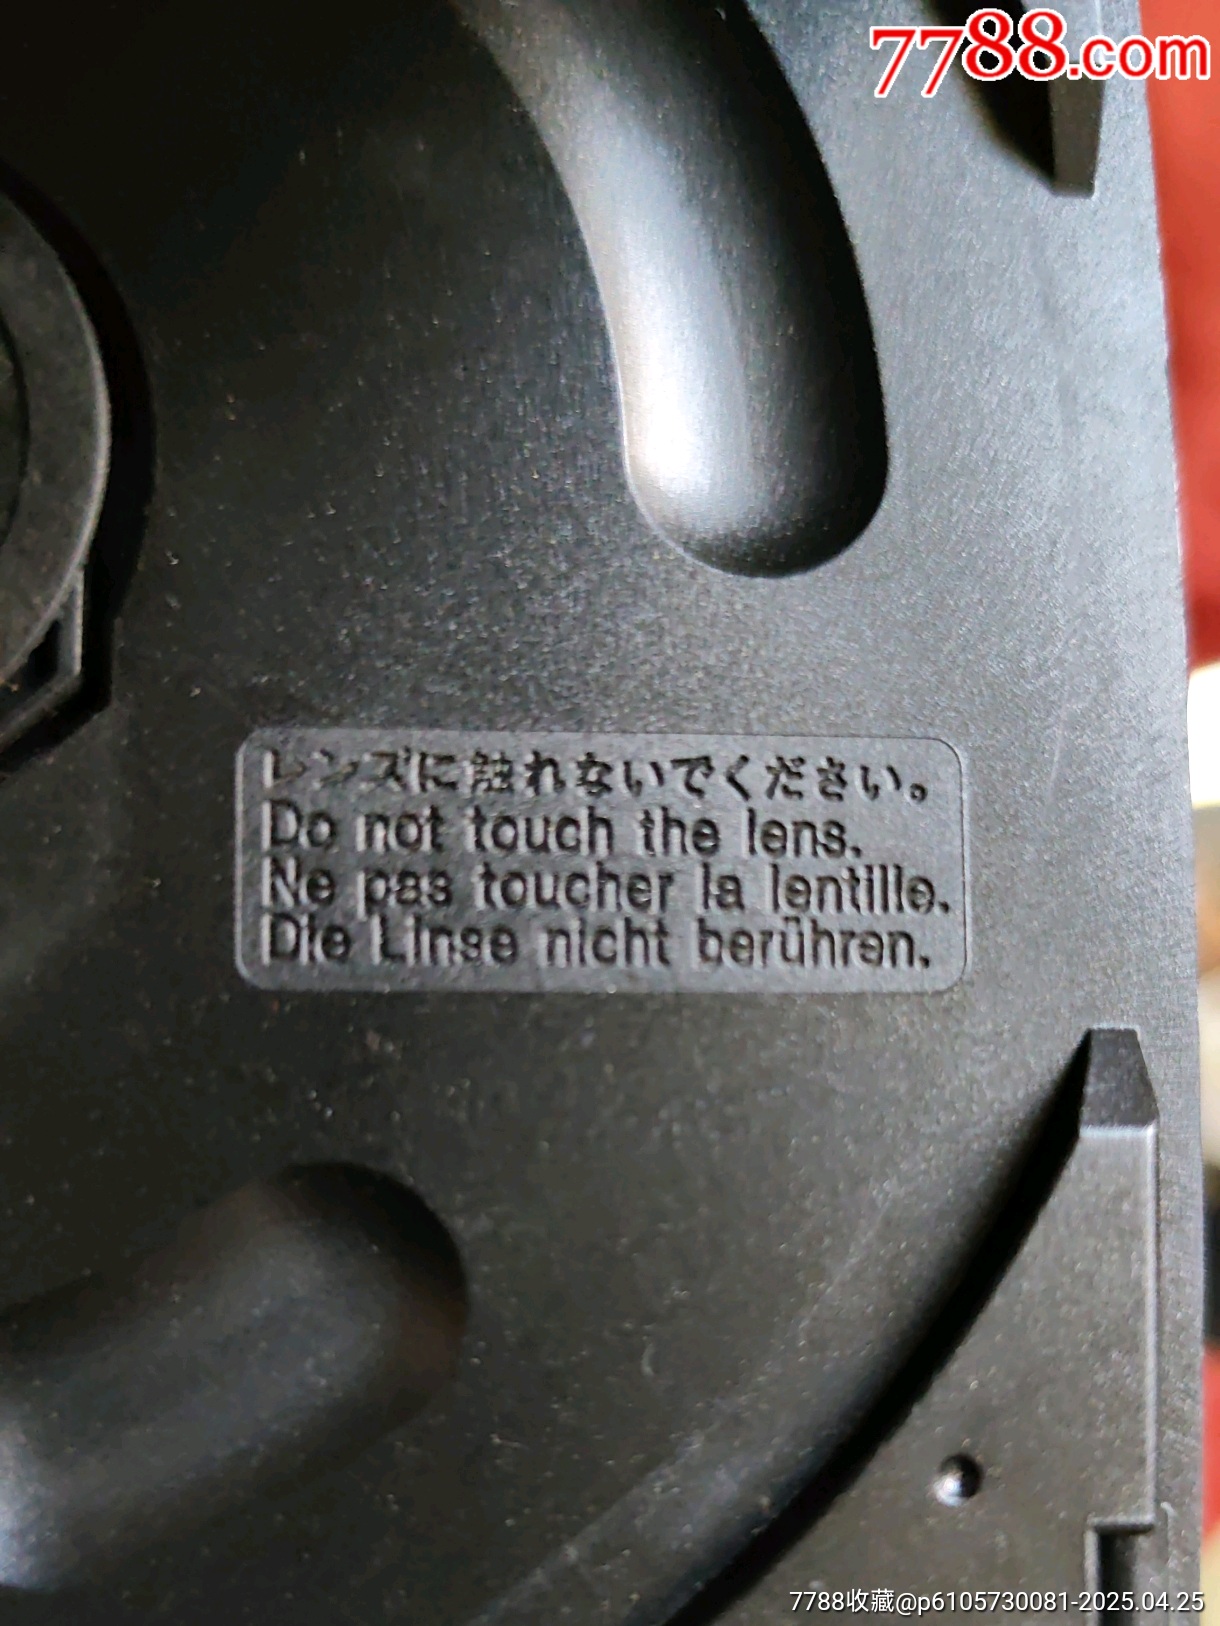 7788.com
レンズに触れないでください。
Do not touch the lens.
Ne pas toucher la lentille.
Die Linse nicht berühren.
7788收藏@p6105730081-2025.04.25